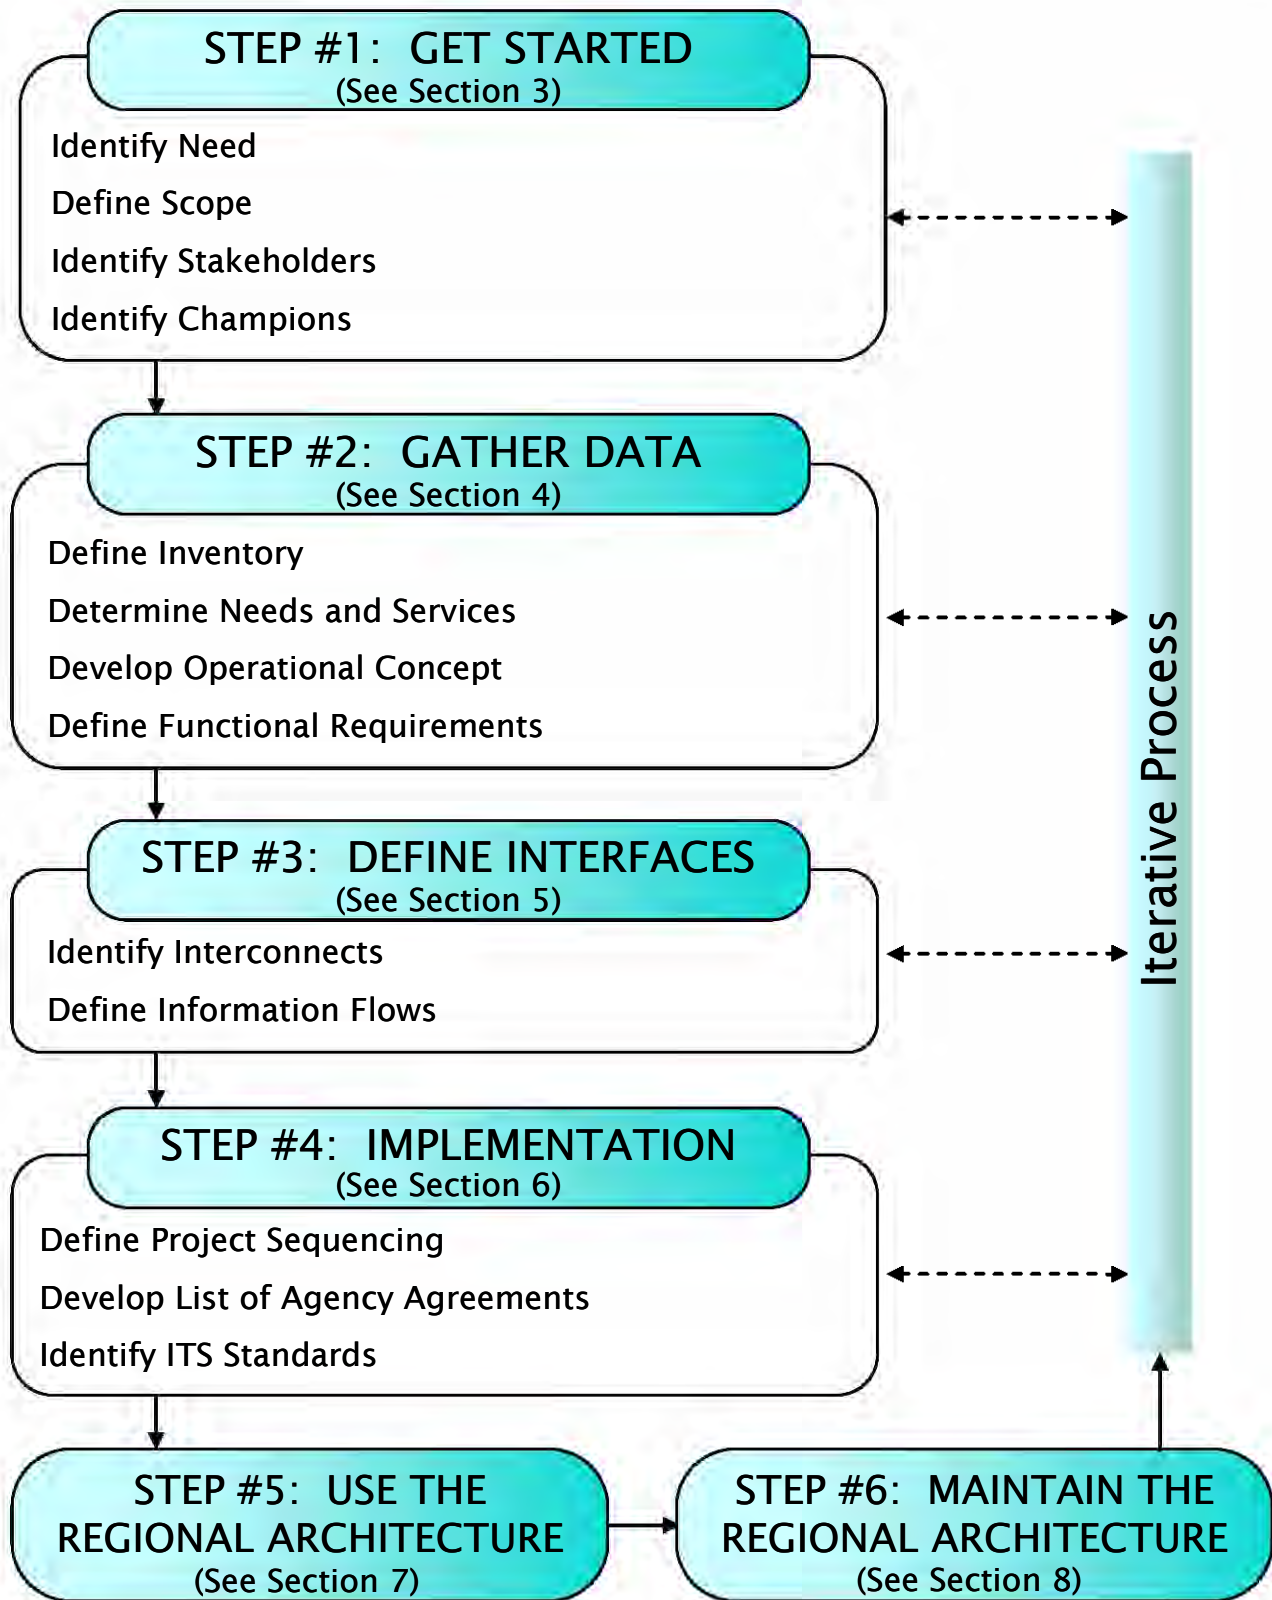 STEP #1: GET STARTED
(See Section 3)
Identify Need
Define Scope
Identify Stakeholders
Identify Champions
STEP #2: GATHER DATA
(See Section 4)
Define Inventory
Determine Needs and Services
Develop Operational Concept
Define Functional Requirements
STEP #3: DEFINE INTERFACES
(See Section 5)
Identify Interconnects
Define Information Flows
STEP #4: IMPLEMENTATION
(See Section 6)
Define Project Sequencing
Develop List of Agency Agreements
Identify ITS Standards
STEP #5: USE THE
REGIONAL ARCHITECTURE
(See Section 7)
STEP #6: MAINTAIN THE
REGIONAL ARCHITECTURE
(See Section 8)
Iterative Process